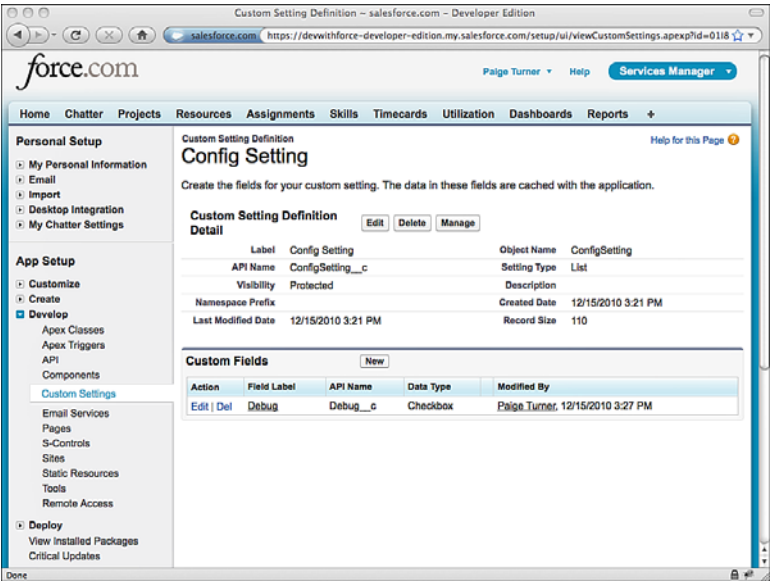 Custom Setting Definition ~ salesforce.com – Developer Edition
salesforce.com https://devwithforce-developer-edition.my.salesforce.com/setup/ui/viewCustomSettings.apexp?id=01I8
force.com
Paige Turner Help Services Manager
Home Chatter Projects Resources Assignments Skills Timecards Utilization Dashboards Reports +
Personal Setup
My Personal Information
Email
Import
Desktop Integration
My Chatter Settings
App Setup
Customize
Create
Develop
Apex Classes
Apex Triggers
API
Components
Custom Settings
Email Services
Pages
S-Controls
Sites
Static Resources
Tools
Remote Access
Deploy
View Installed Packages
Critical Updates
Custom Setting Definition
Config Setting
Help for this Page
Create the fields for your custom setting. The data in these fields are cached with the application.
Custom Setting Definition
Detail
Edit Delete Manage
Label Config Setting Object Name ConfigSetting
API Name ConfigSetting__c Setting Type List
Visibility Protected Description
Namespace Prefix Created Date 12/15/2010 3:21 PM
Last Modified Date 12/15/2010 3:21 PM Record Size 110
Custom Fields New
Action Field Label API Name Data Type Modified By
Edit | Del Debug Debug__c Checkbox Paige Turner, 12/15/2010 3:27 PM
Done